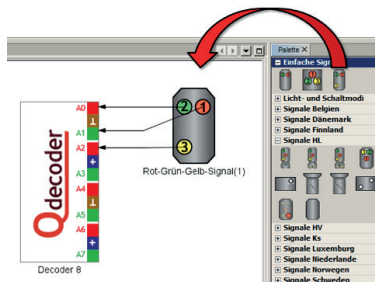 Palette X
Einfache Sign
Licht- und Schaltmodi
Signale Belgien
Signale Dänemark
Signale Finnland
Signale HL
Signale HV
Signale Ks
Signale Luxemburg
Signale Niederlande
Signale Norwegen
Signale Schweden
Qdecoder
A0
⊥
A1
A2
+
A3
A4
⊥
A5
A6
+
A7
Decoder 8
2 1
3
Rot-Grün-Gelb-Signal(1)